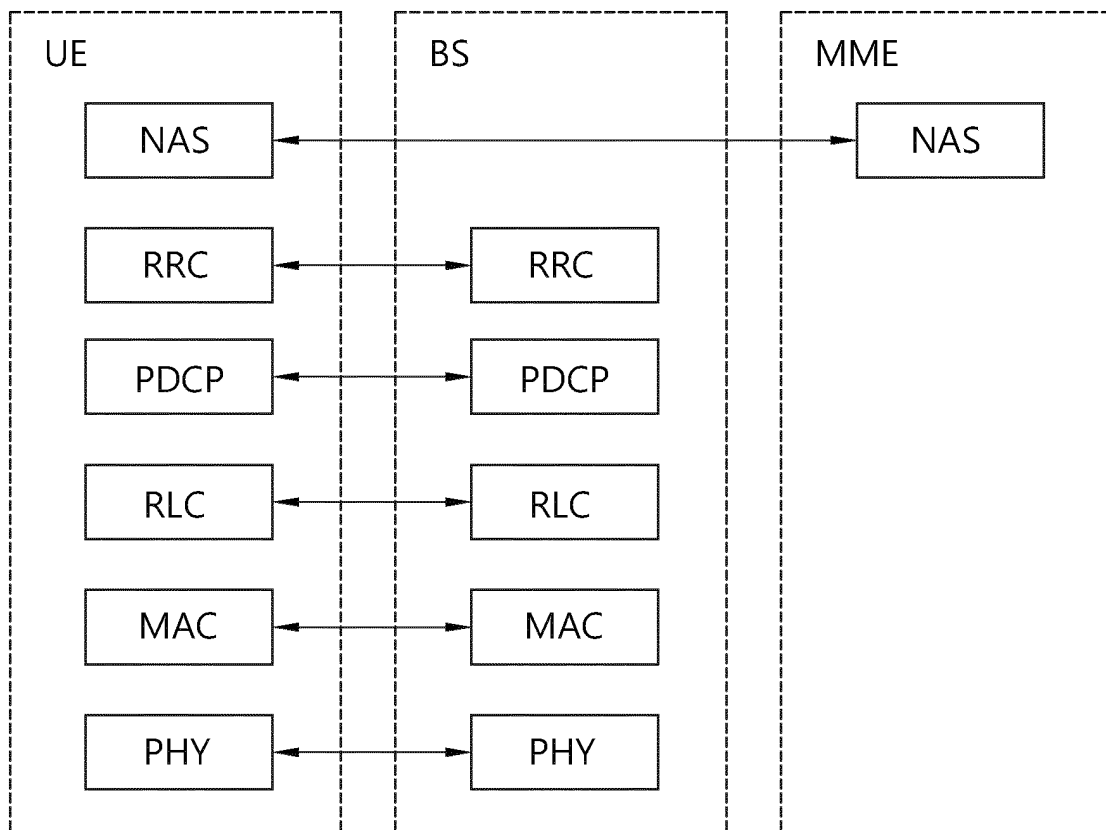 UE BS MME
NAS NAS
RRC RRC
PDCP PDCP
RLC RLC
MAC MAC
PHY PHY